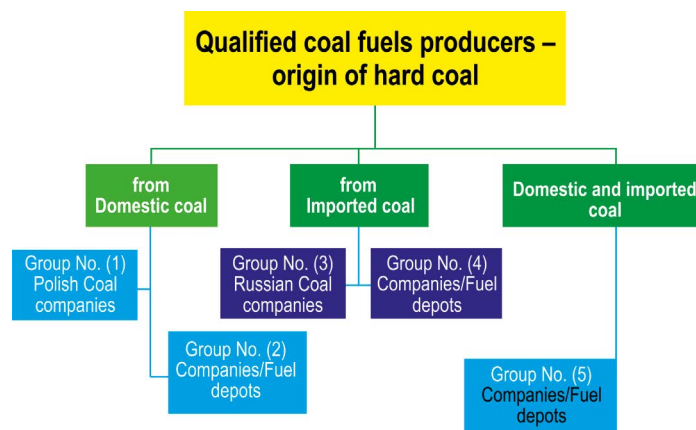 Qualified coal fuels producers –
origin of hard coal
from
Domestic coal
from
Imported coal
Domestic and imported
coal
Group No. (1)
Polish Coal
companies
Group No. (3)
Russian Coal
companies
Group No. (4)
Companies/Fuel
depots
Group No. (2)
Companies/Fuel
depots
Group No. (5)
Companies/Fuel
depots